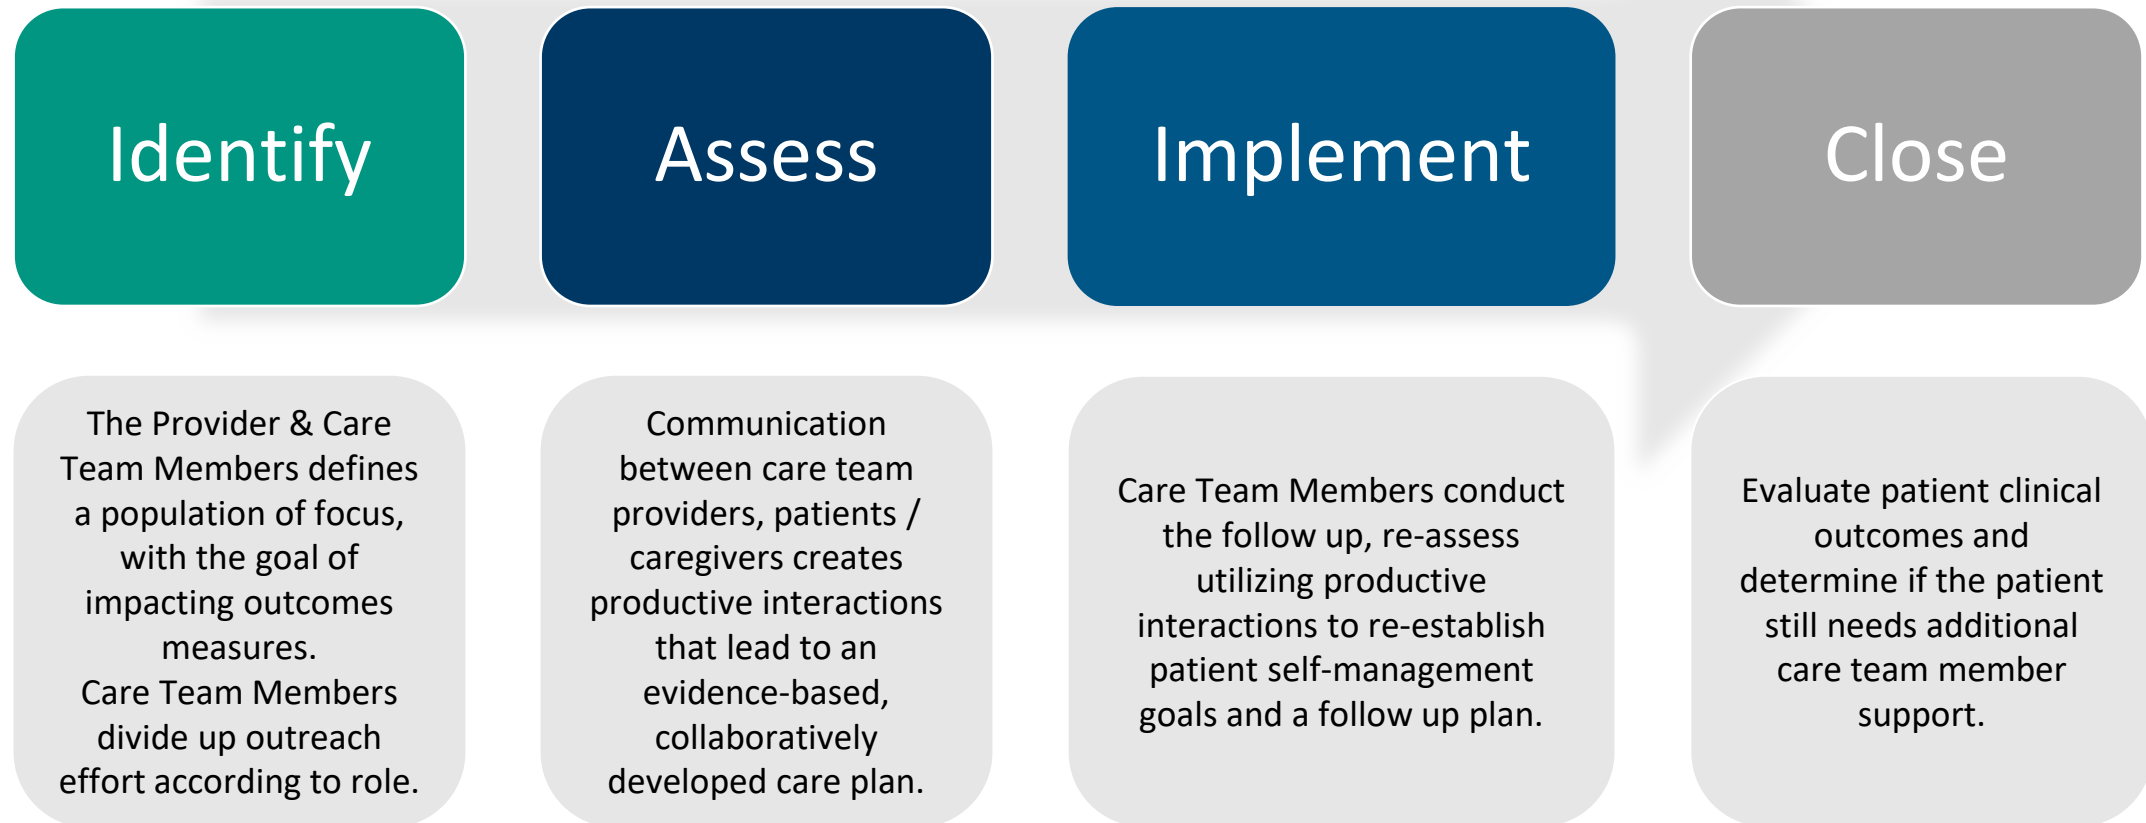 Identify
Assess
Implement
Close
The Provider & Care
Team Members defines
a population of focus,
with the goal of
impacting outcomes
measures.
Care Team Members
divide up outreach
effort according to role.
Communication
between care team
providers, patients /
caregivers creates
productive interactions
that lead to an
evidence-based,
collaboratively
developed care plan.
Care Team Members conduct
the follow up, re-assess
utilizing productive
interactions to re-establish
patient self-management
goals and a follow up plan.
Evaluate patient clinical
outcomes and
determine if the patient
still needs additional
care team member
support.